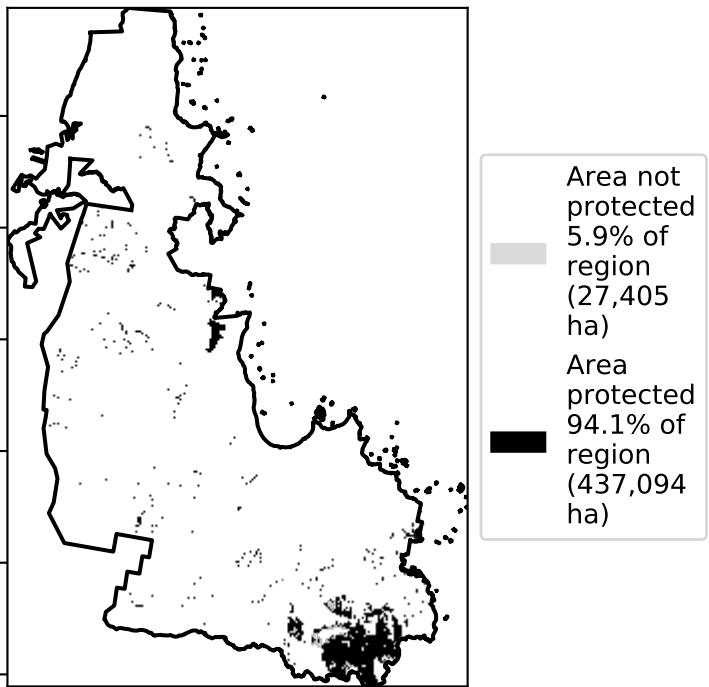 Area not
protected
5.9% of
region
(27,405
ha)
Area
protected
94.1% of
region
(437,094
ha)